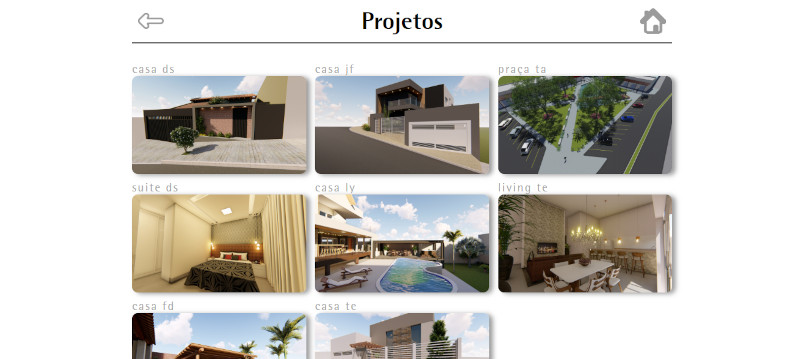 Projetos
casa ds
casa jf
praça ta
suite ds
casa ly
living te
casa fd
casa te